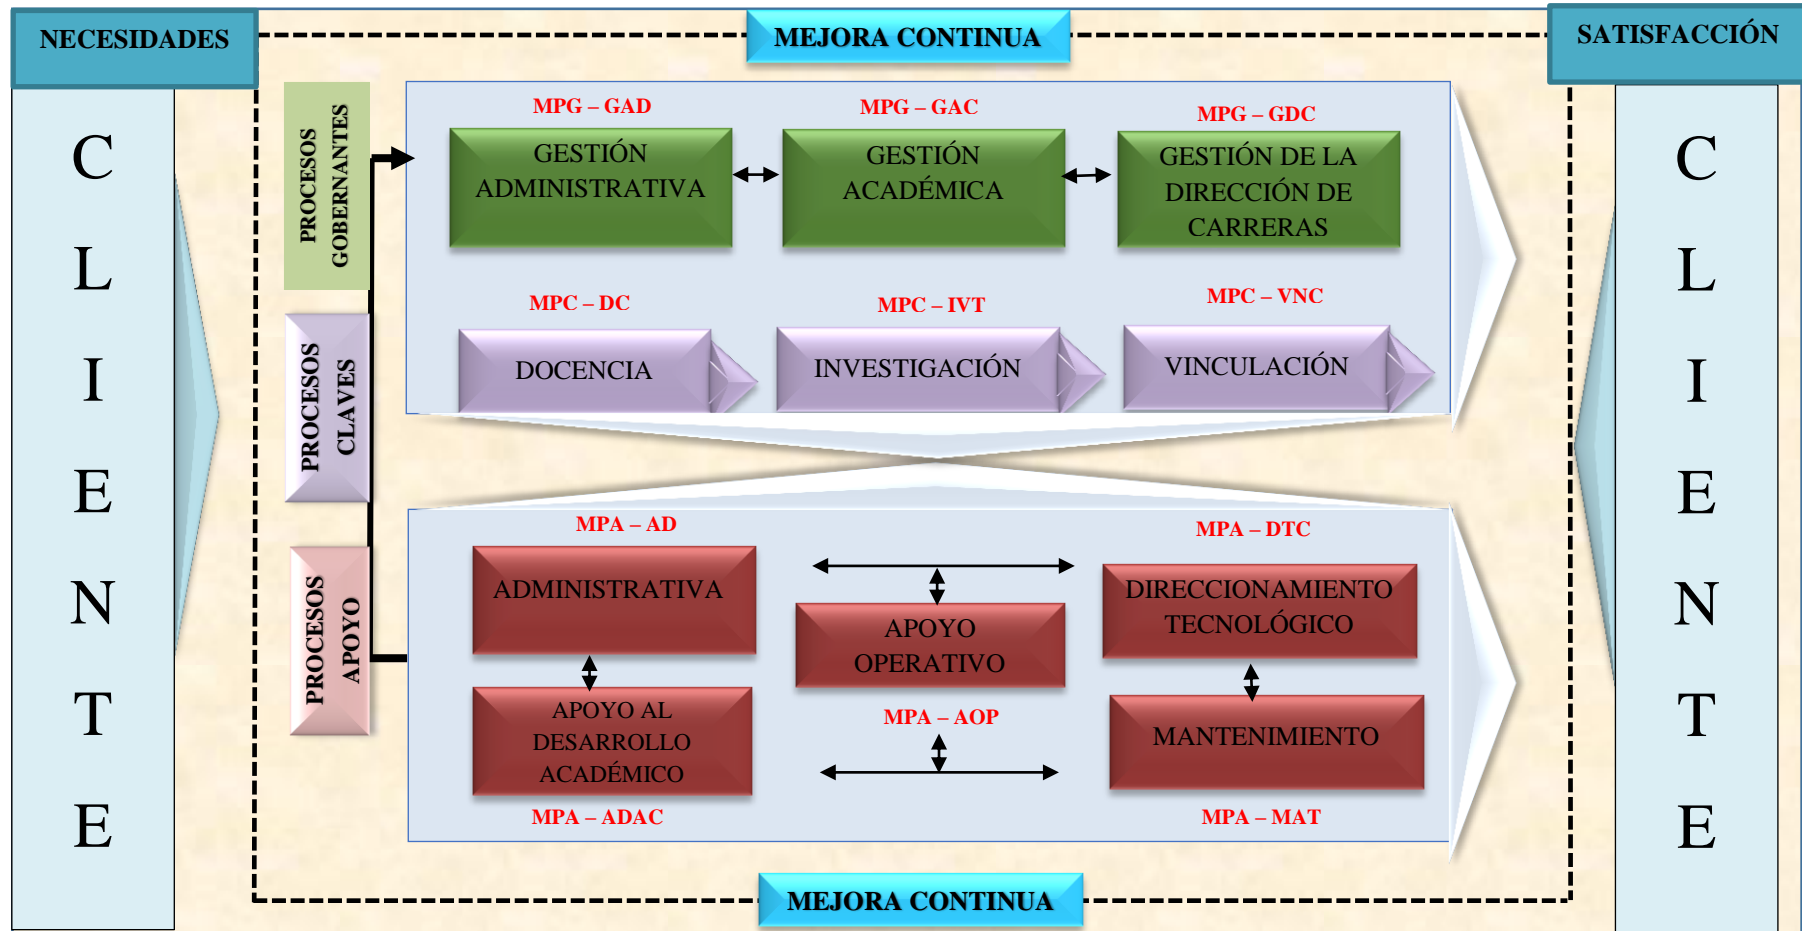 NECESIDADES
MEJORA CONTINUA
SATISFACCIÓN
C
L
I
E
N
T
E
PROCESOS
GOBERNANTES
MPG – GAD
MPG – GAC
MPG – GDC
GESTIÓN
ADMINISTRATIVA
GESTIÓN
ACADÉMICA
GESTIÓN DE LA
DIRECCIÓN DE
CARRERAS
PROCESOS
CLAVES
MPC – DC
MPC – IVT
MPC – VNC
DOCENCIA
INVESTIGACIÓN
VINCULACIÓN
PROCESOS
APOYO
MPA – AD
MPA – DTC
ADMINISTRATIVA
APOYO
OPERATIVO
DIRECCIONAMIENTO
TECNOLÓGICO
APOYO AL
DESARROLLO
ACADÉMICO
MPA – AOP
MANTENIMIENTO
MPA – ADAC
MPA – MAT
MEJORA CONTINUA
C
L
I
E
N
T
E